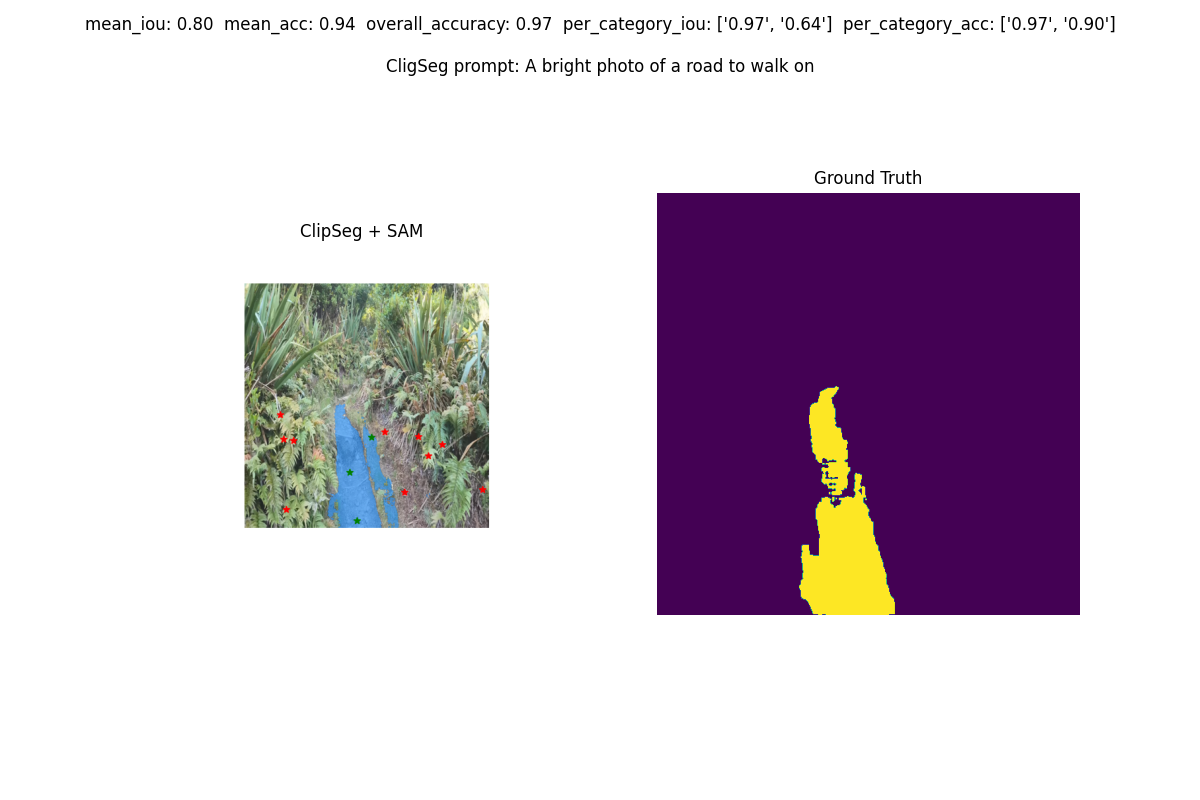 mean_iou: 0.80  mean_acc: 0.94  overall_accuracy: 0.97  per_category_iou: ['0.97', '0.64']  per_category_acc: ['0.97', '0.90']
CligSeg prompt: A bright photo of a road to walk on
Ground Truth
ClipSeg + SAM